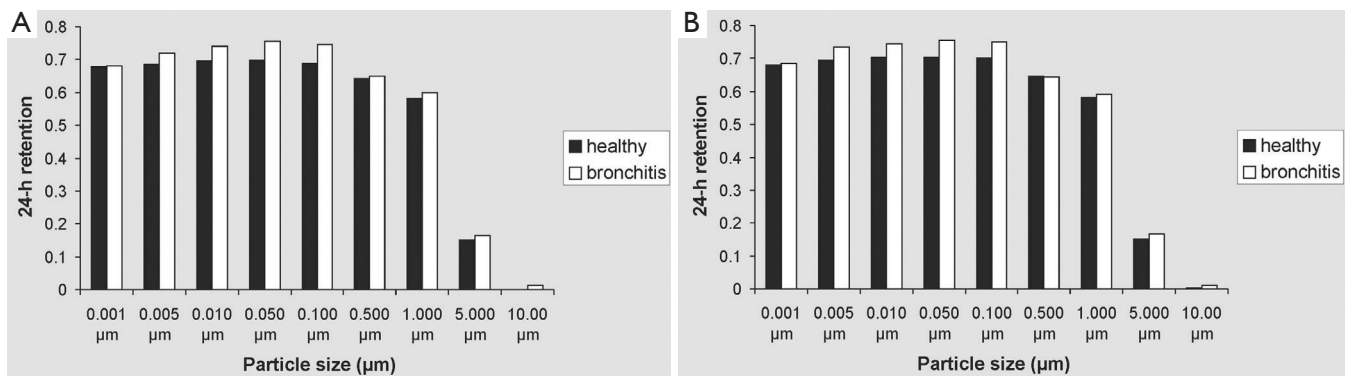 A
0.8
0.7
0.6
0.5
0.4
0.3
0.2
0.1
0
24-h retention
0.001 0.005 0.010 0.050 0.100 0.500 1.000 5.000 10.00
µm µm µm µm µm µm µm µm µm
Particle size (µm)
healthy
bronchitis
B
0.8
0.7
0.6
0.5
0.4
0.3
0.2
0.1
0
24-h retention
0.001 0.005 0.010 0.050 0.100 0.500 1.000 5.000 10.00
µm µm µm µm µm µm µm µm µm
Particle size (µm)
healthy
bronchitis